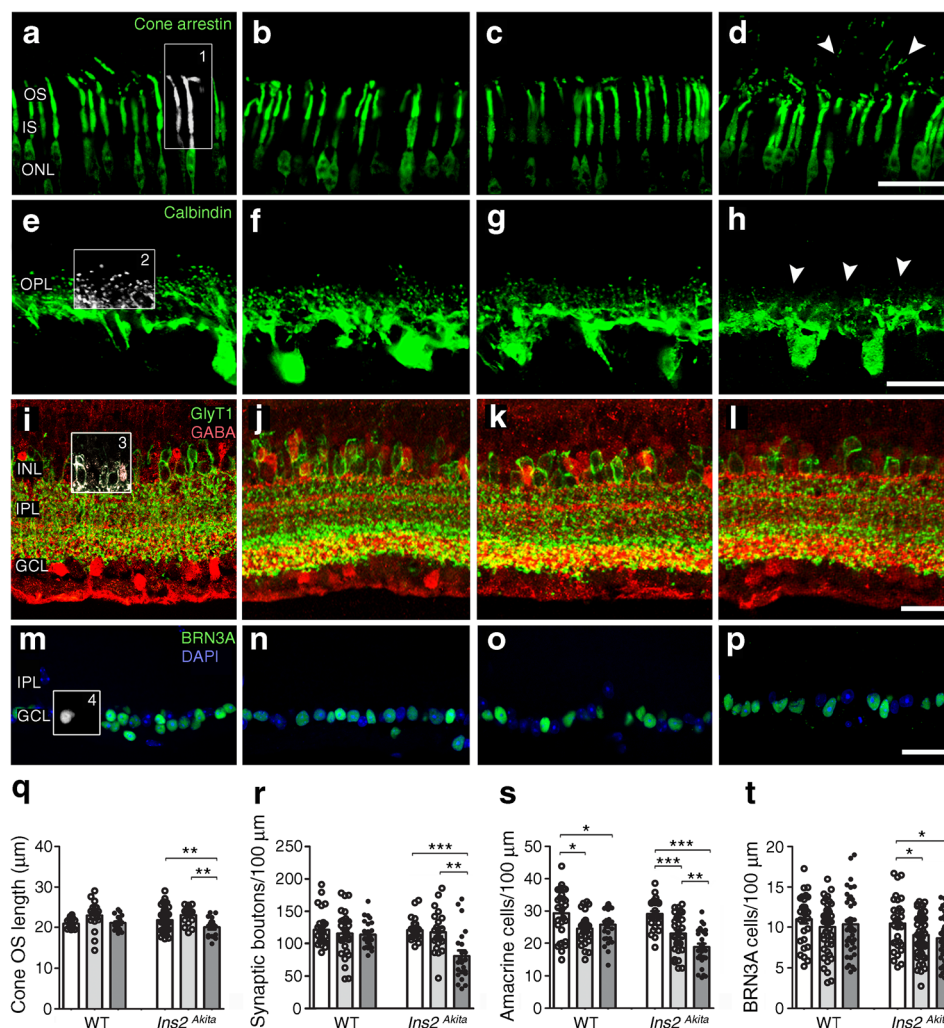 Cone arrestin
a b c d
1
OS
IS
ONL
Calbindin
e f g h
2
OPL
GlyT1
GABA
i j k l
3
INL
IPL
GCL
BRN3A
DAPI
m n o p
4
IPL
GCL
q r s t
Cone OS length (μm)
40
30
20
10
0
**
**
WT Ins2 Akita
Synaptic boutons/100 μm
250
200
150
100
50
0
***
**
WT Ins2 Akita
Amacrine cells/100 μm
50
40
30
20
10
0
*
*
***
***
**
WT Ins2 Akita
BRN3A cells/100 μm
20
15
10
5
0
*
*
WT Ins2 Akita